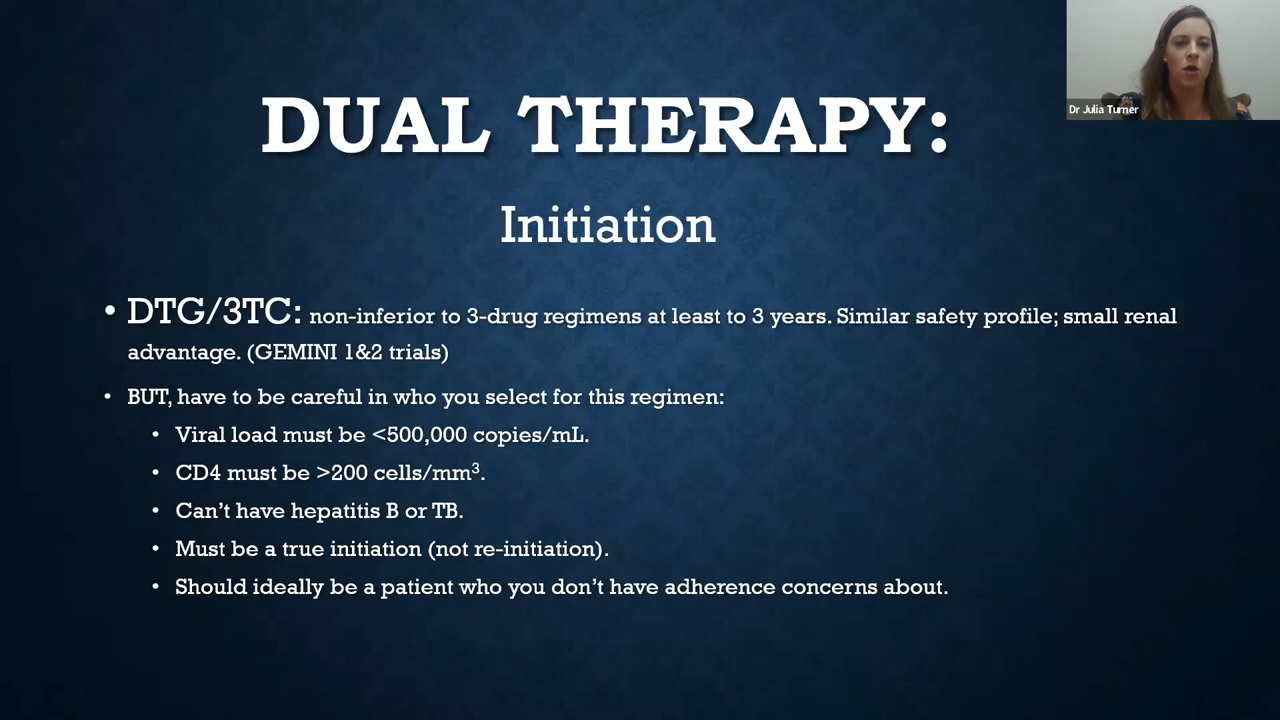 Dr Julia Turner
DUAL THERAPY:
Initiation
• DTG/3TC: non-inferior to 3-drug regimens at least to 3 years. Similar safety profile; small renal
advantage. (GEMINI 1&2 trials)
• BUT, have to be careful in who you select for this regimen:
• Viral load must be <500,000 copies/mL.
• CD4 must be >200 cells/mm³.
• Can't have hepatitis B or TB.
• Must be a true initiation (not re-initiation).
• Should ideally be a patient who you don't have adherence concerns about.